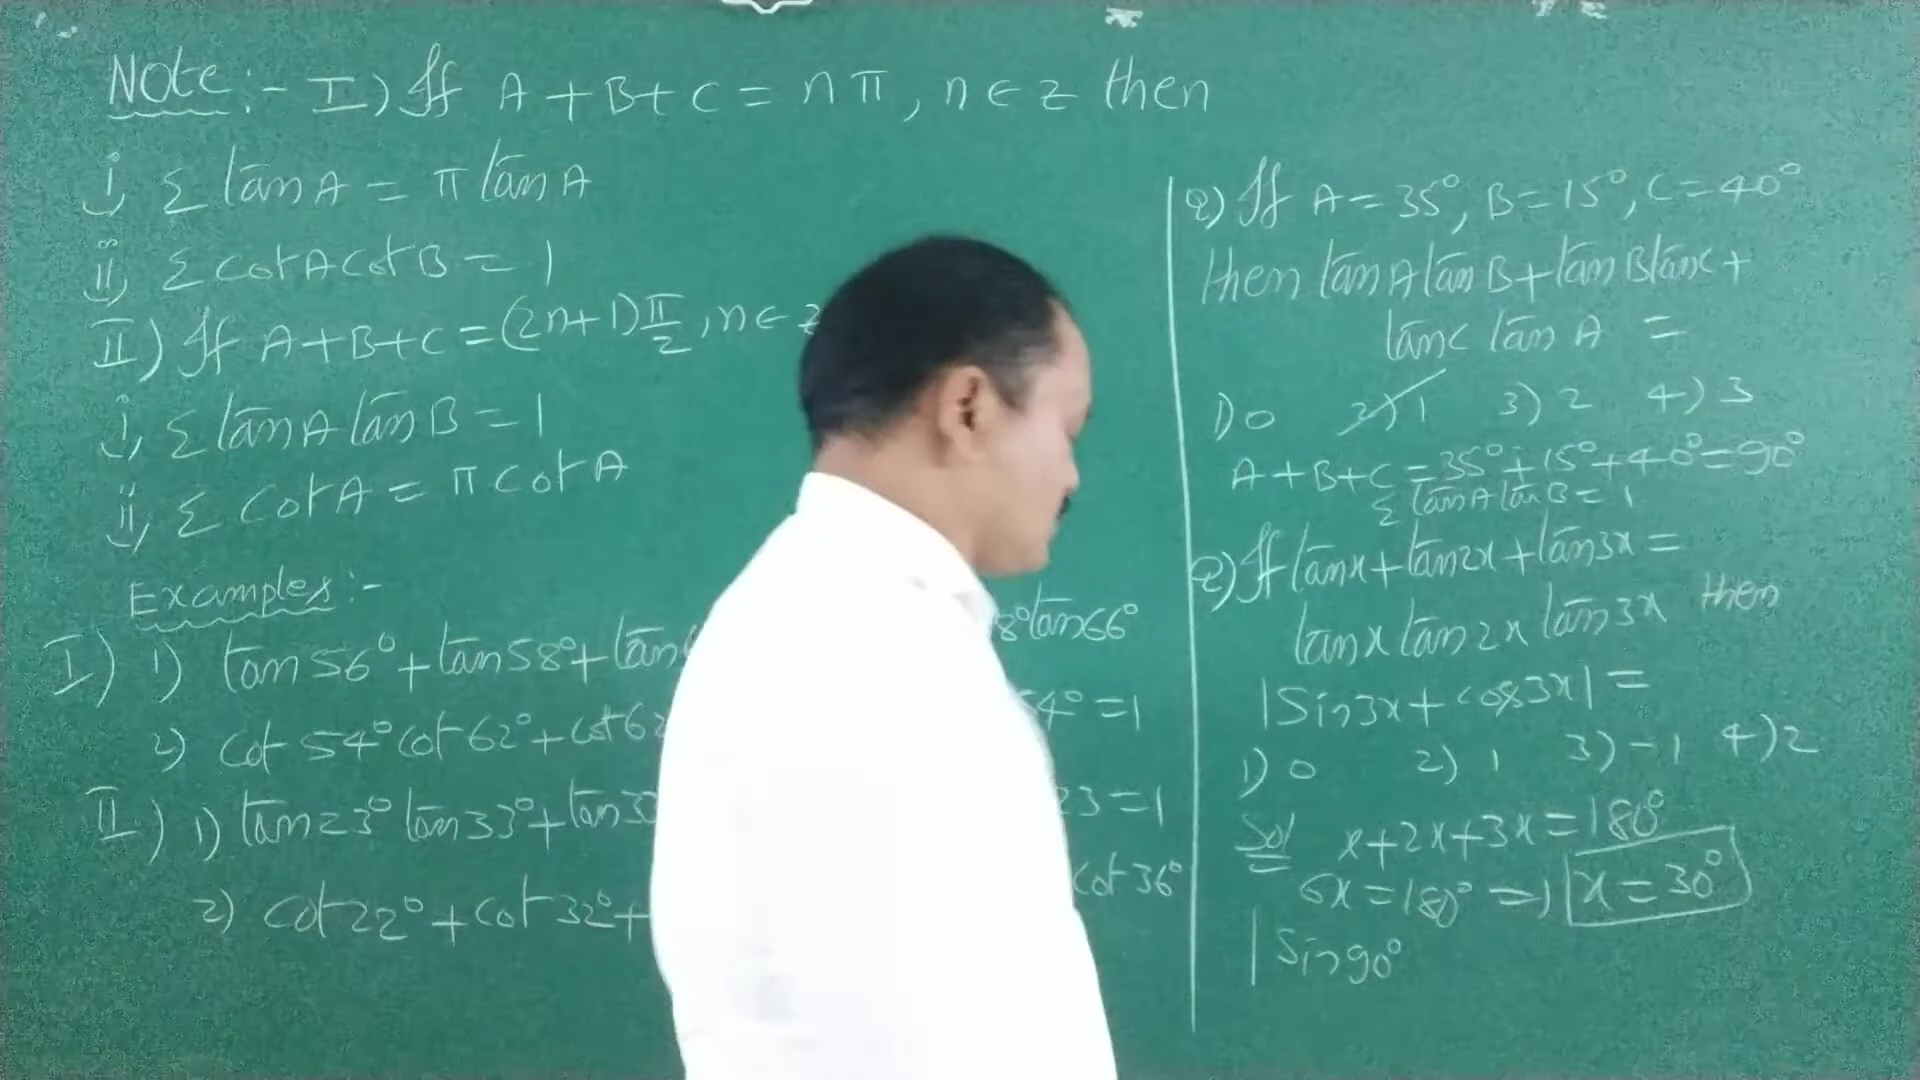 Note:- I) If A+B+C = nπ, n∈z then
i, Σ tanA = π tanA
ii, Σ cotA cotB = 1
II) If A+B+C = (2n+1)π/2, n∈z
i, Σ tanA tanB = 1
ii, Σ cotA = π cotA
Examples:-
I) 1) tan56°+tan58°+tan6 8°tan66°
2) cot 54°cot 62°+cot62 54° =1
II) 1) tan23°tan33°+tan33 23 =1
2) cot22°+cot32°+ cot36°
Q) If A=35°, B=15°, C=40°
then tanA tanB+tanB tanC+
tanC tanA =
1) 0 2) 1 3) 2 4) 3
A+B+C=35°+15°+40°=90°
Σ tanA tanB = 1
Q) If tanx+tan2x+tan3x =
tanx tan2x tan3x then
|Sin3x+cos3x| =
1) 0 2) 1 3) -1 4) 2
Sol x+2x+3x=180°
6x=180° ⇒ x=30°
|Sin90°